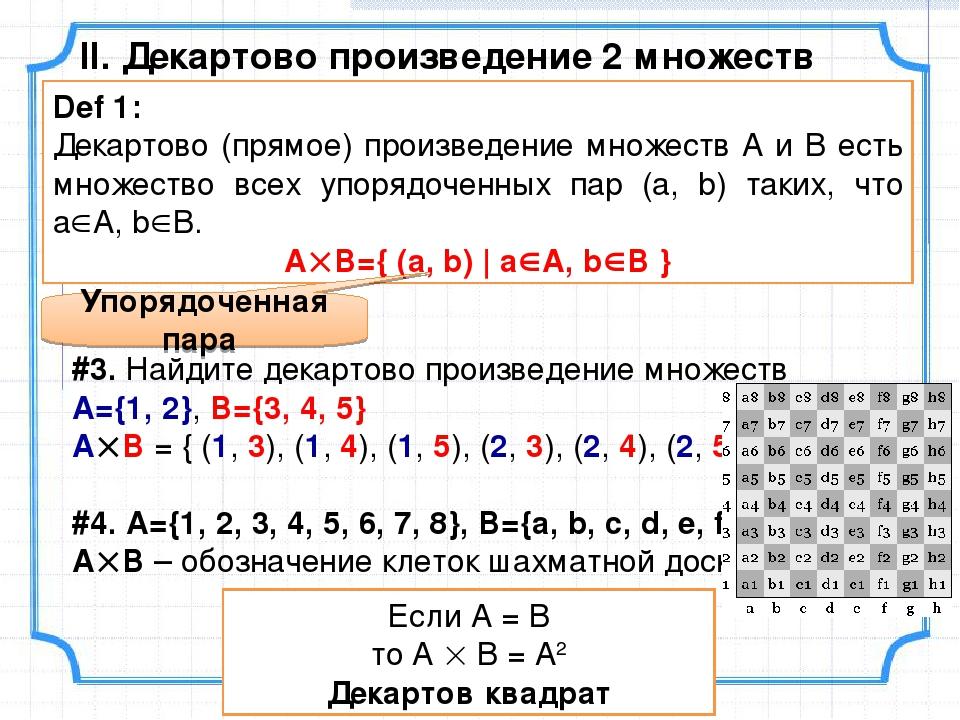 II. Декартово произведение 2 множеств
Def 1:
Декартово (прямое) произведение множеств А и В есть
множество всех упорядоченных пар (a, b) таких, что
a∈A, b∈B.
A×B={ (a, b) | a∈A, b∈B }
Упорядоченная
пара
#3. Найдите декартово произведение множеств
A={1, 2}, B={3, 4, 5}
A×B = { (1, 3), (1, 4), (1, 5), (2, 3), (2, 4), (2, 5
#4. A={1, 2, 3, 4, 5, 6, 7, 8}, B={a, b, c, d, e, f
A×B – обозначение клеток шахматной дос
8 a8 b8 c8 d8 e8 f8 g8 h8
7 a7 b7 c7 d7 e7 f7 g7 h7
6 a6 b6 c6 d6 e6 f6 g6 h6
5 a5 b5 c5 d5 e5 f5 g5 h5
4 a4 b4 c4 d4 e4 f4 g4 h4
3 a3 b3 c3 d3 e3 f3 g3 h3
2 a2 b2 c2 d2 e2 f2 g2 h2
1 a1 b1 c1 d1 e1 f1 g1 h1
a b c d e f g h
Если А = В
то А × В = А²
Декартов квадрат